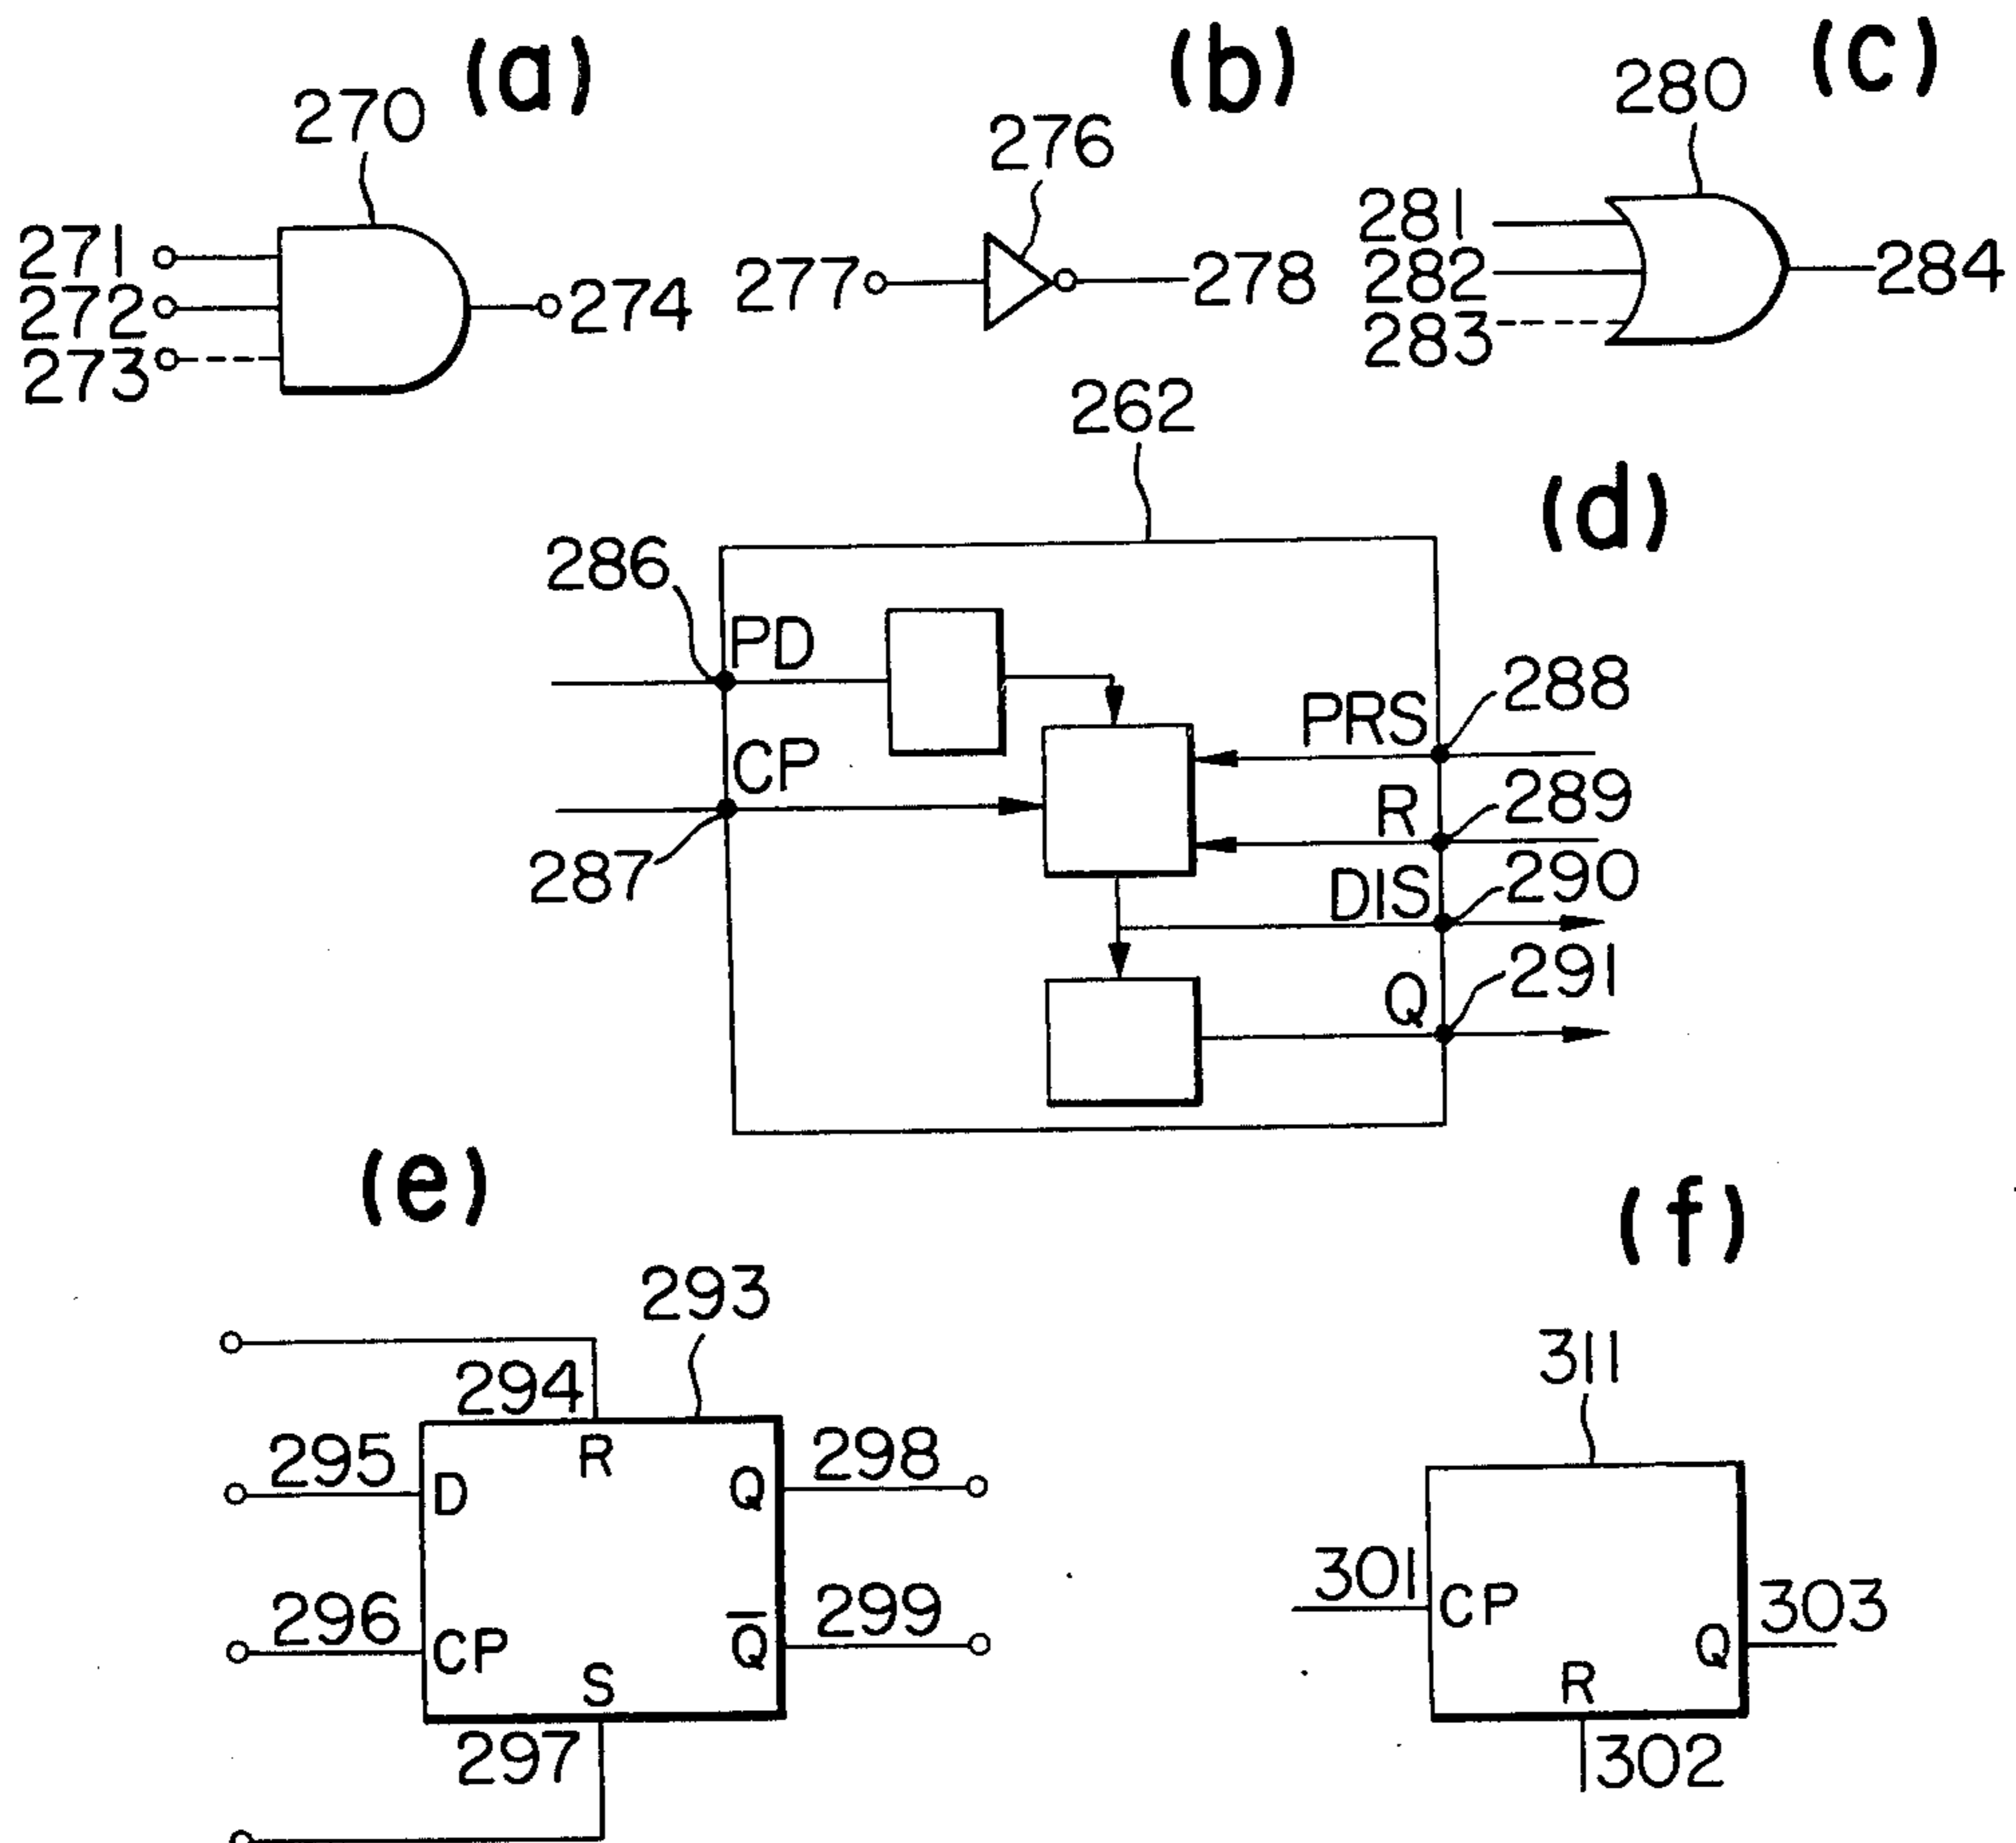 (a)
270
271
272
273
274
(b)
276
277
278
(c)
280
281
282
283
284
(d)
262
286
PD
CP
287
PRS
288
R
289
DIS
290
Q
291
(e)
293
294
R
295
D
Q
298
296
CP
S
Q̅
299
297
(f)
311
301
CP
Q
303
R
302